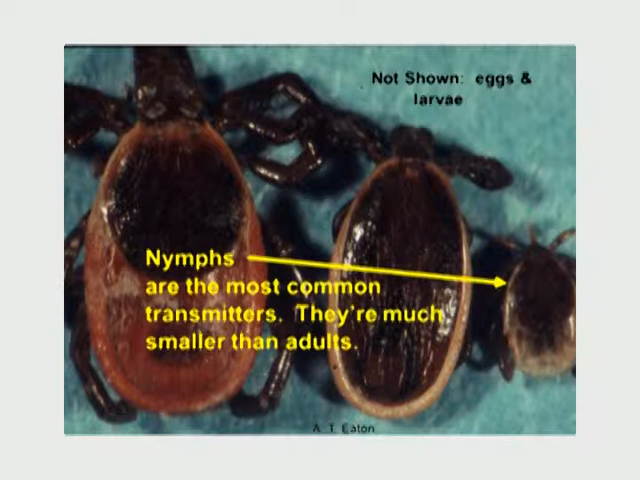 Not Shown: eggs &
larvae
Nymphs
are the most common
transmitters. They're much
smaller than adults.
A. T. Eaton